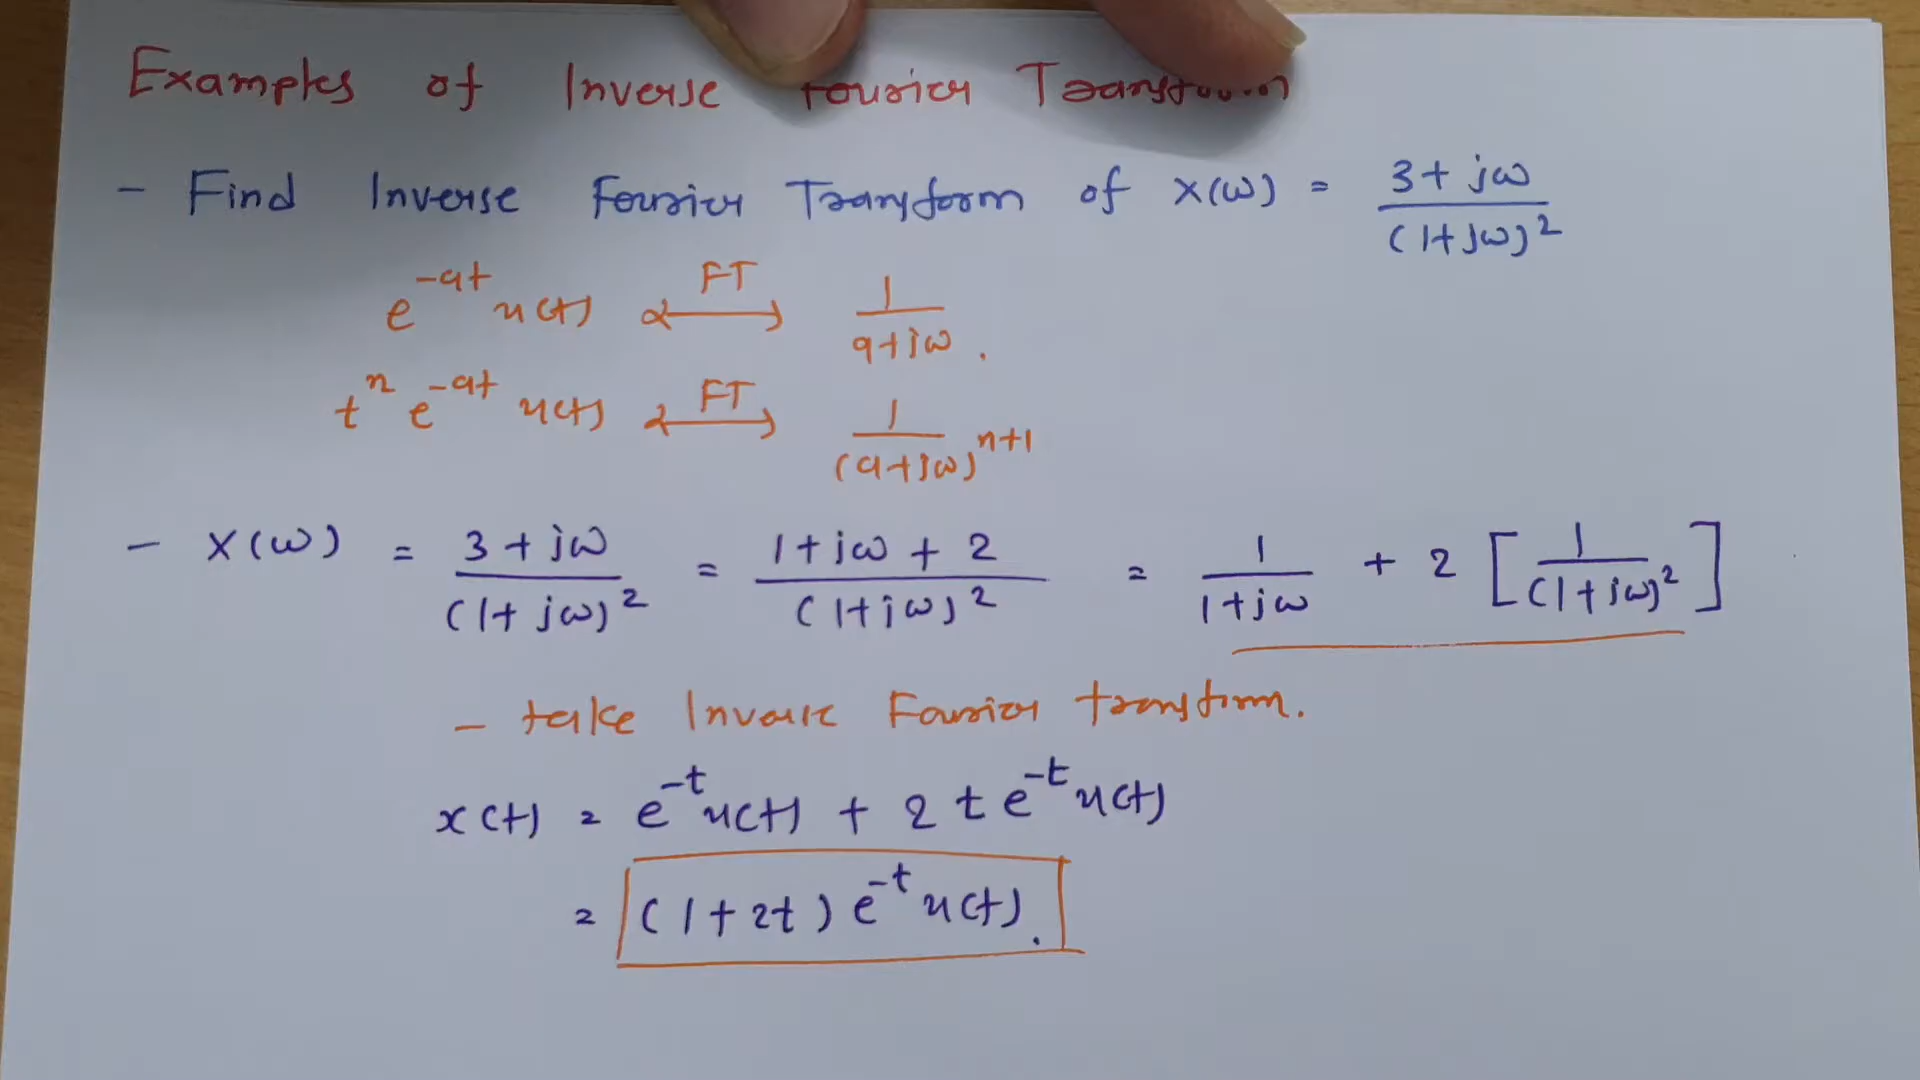 Examples of Inverse Fourier Transform
- Find Inverse Fourier Transform of X(ω) = (3 + jω) / (1+jω)²
e^(-at) u(t) <--FT--> 1 / (a+jω).
t^n e^(-at) u(t) <--FT--> 1 / (a+jω)^(n+1)
- X(ω) = (3 + jω) / (1+jω)² = (1+jω + 2) / (1+jω)² = 1 / (1+jω) + 2 [1 / (1+jω)²]
- take Inverse Fourier transform.
x(t) = e^(-t) u(t) + 2 t e^(-t) u(t)
= (1+2t) e^(-t) u(t).